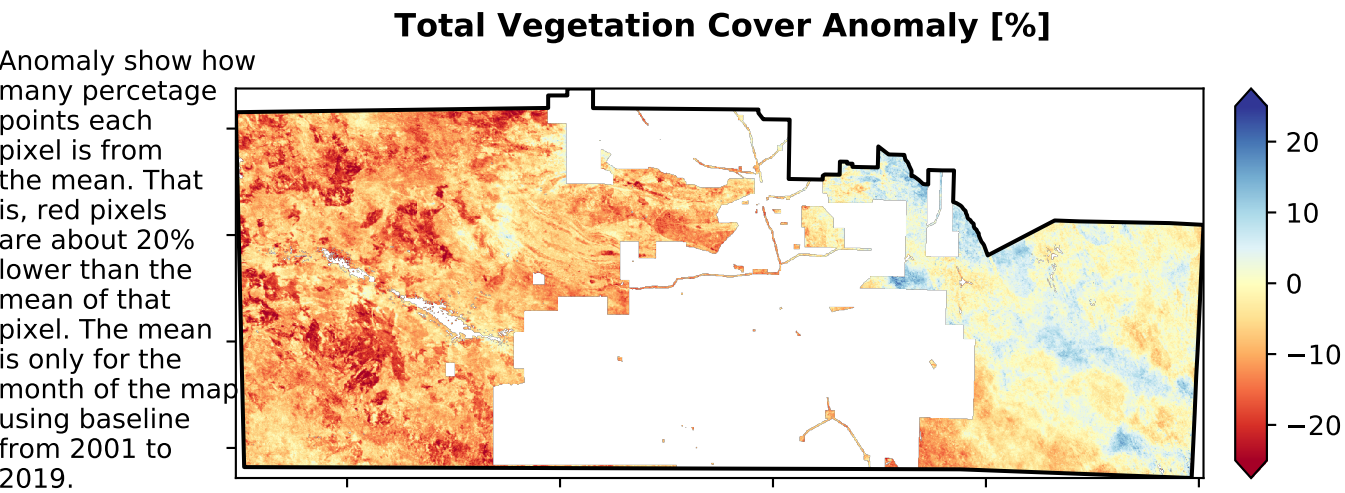 Total Vegetation Cover Anomaly [%]
Anomaly show how
many percetage
points each
pixel is from
the mean. That
is, red pixels
are about 20%
lower than the
mean of that
pixel. The mean
is only for the
month of the map
using baseline
from 2001 to
2019.
20
10
0
−10
−20